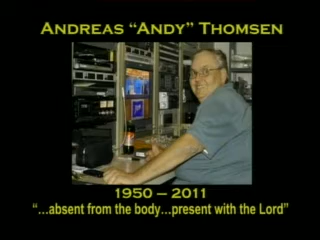 ANDREAS “ANDY” THOMSEN
1950 – 2011
“...absent from the body...present with the Lord”